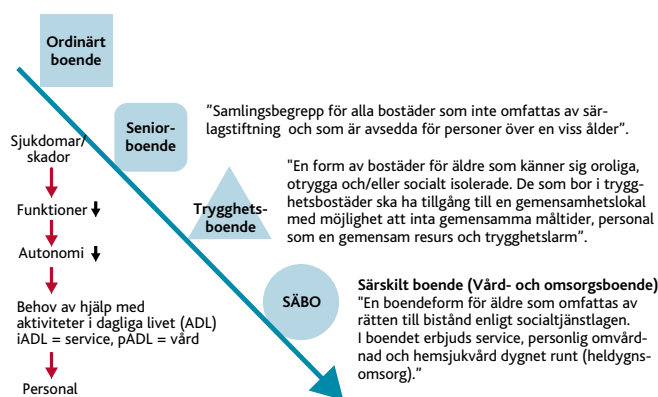 Ordinärt
boende
Senior-
boende
"Samlingsbegrepp för alla bostäder som inte omfattas av sär-
lagstiftning och som är avsedda för personer över en viss ålder".
Trygghets-
boende
"En form av bostäder för äldre som känner sig oroliga,
otrygga och/eller socialt isolerade. De som bor i trygg-
hetsbostäder ska ha tillgång till en gemensamhetslokal
med möjlighet att inta gemensamma måltider, personal
som en gemensam resurs och trygghetslarm".
SÄBO
Särskilt boende (Vård- och omsorgsboende)
"En boendeform för äldre som omfattas av
rätten till bistånd enligt socialtjänstlagen.
I boendet erbjuds service, personlig omvård-
nad och hemsjukvård dygnet runt (heldygns-
omsorg)."
Sjukdomar/
skador
Funktioner
Autonomi
Behov av hjälp med
aktiviteter i dagliga livet (ADL)
iADL = service, pADL = vård
Personal